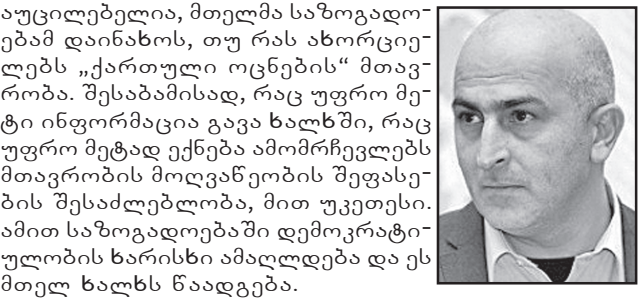 აუცილებელია, მთელმა საზოგადო-
ებამ დაინახოს, თუ რას ახორციე-
ლებს „ქართული ოცნების“ მთავ-
რობა. შესაბამისად, რაც უფრო მე-
ტი ინფორმაცია გავა ხალხში, რაც
უფრო მეტად ექნება ამომრჩევლებს
მთავრობის მოღვაწეობის შეფასე-
ბის შესაძლებლობა, მით უკეთესი.
ამით საზოგადოებაში დემოკრატი-
ულობის ხარისხი ამაღლდება და ეს
მთელ ხალხს წაადგება.